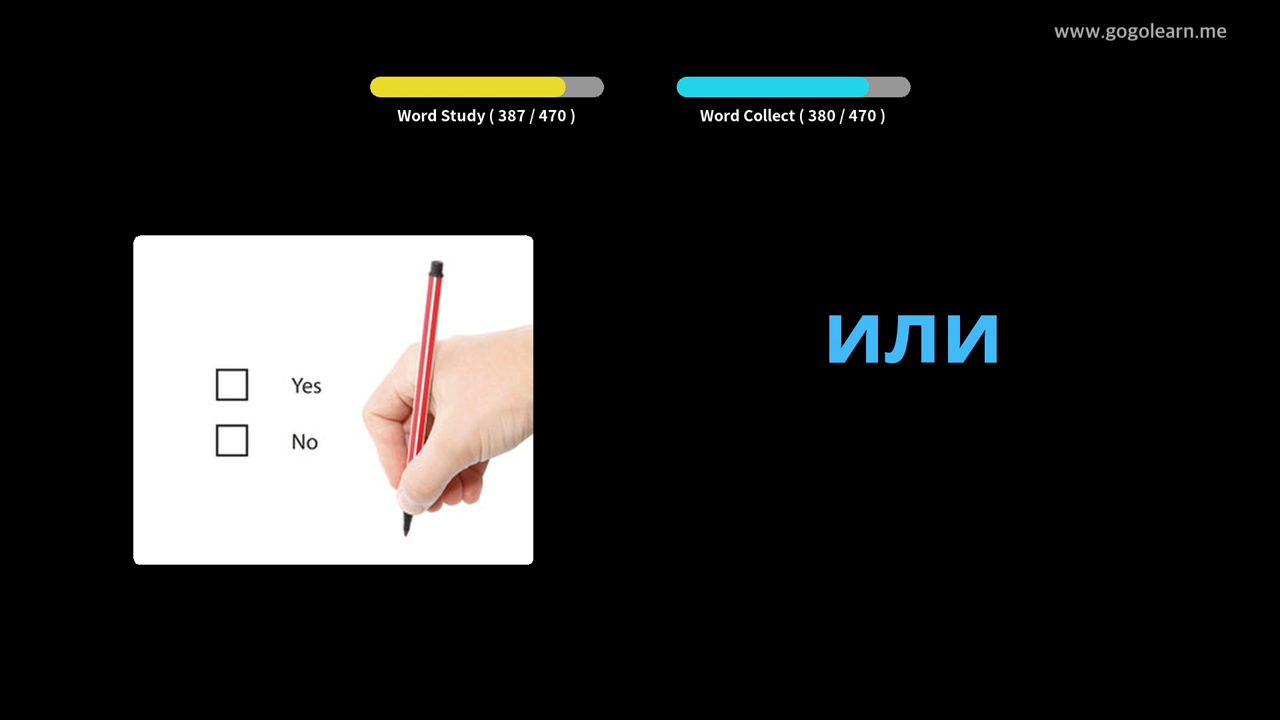 www.gogolearn.me
Word Study ( 387 / 470 )
Word Collect ( 380 / 470 )
Yes
No
или